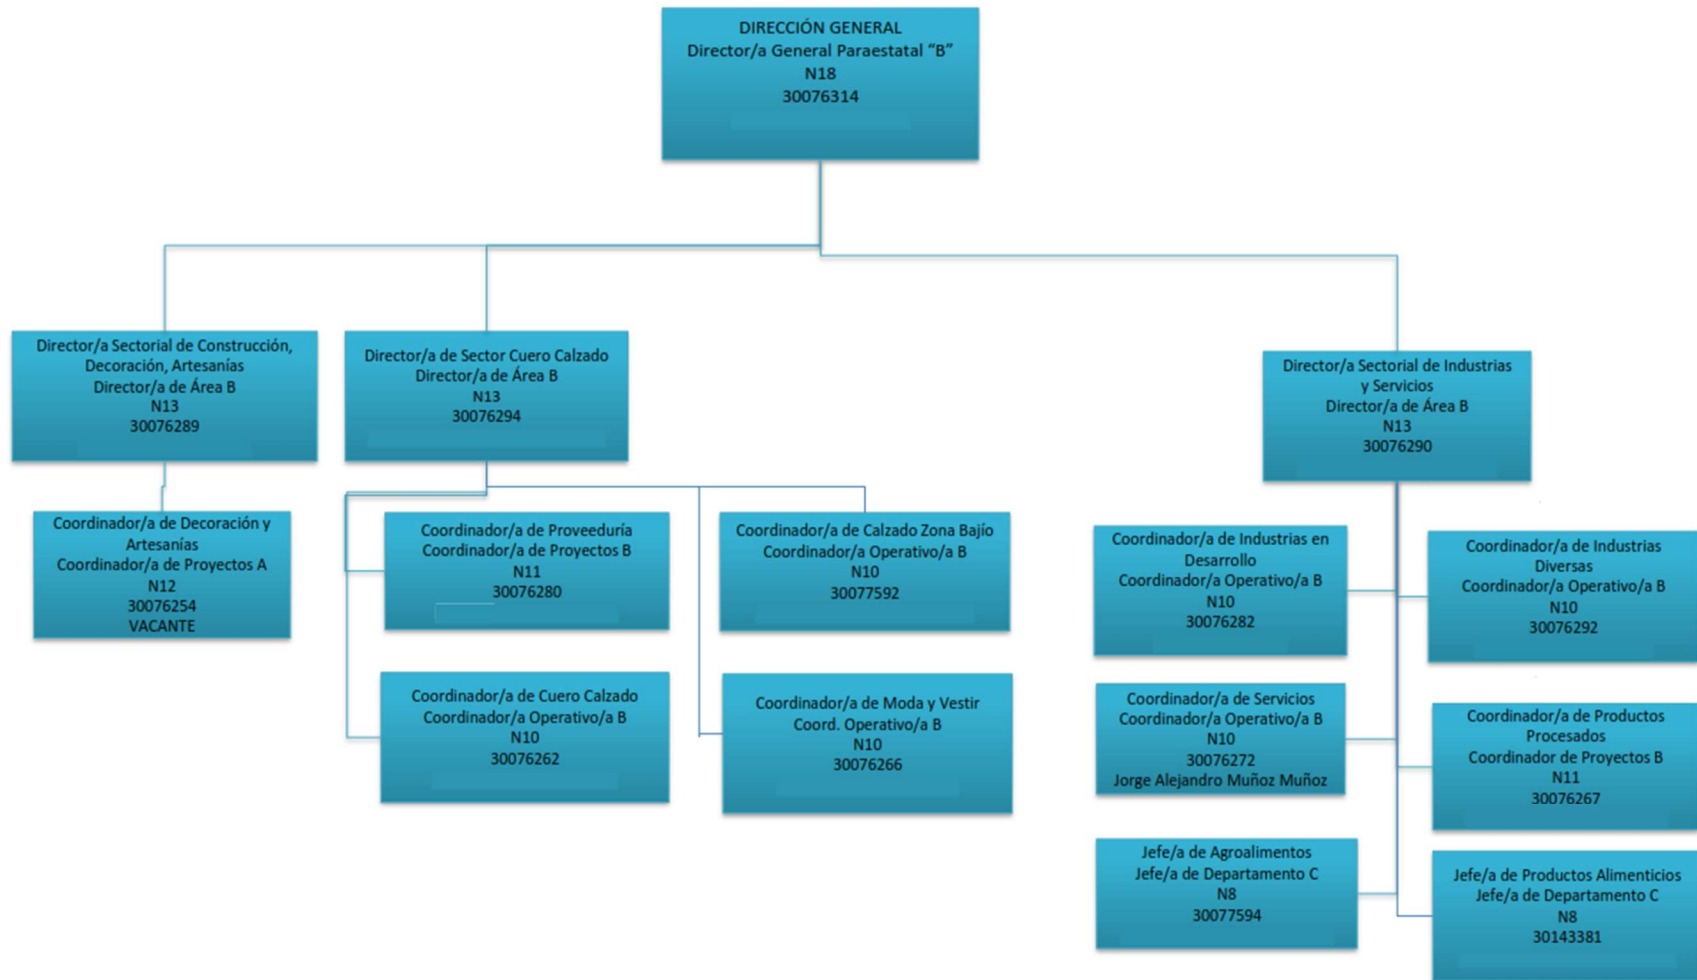 DIRECCIÓN GENERAL
Director/a General Paraestatal “B”
N18
30076314
Director/a Sectorial de Construcción,
Decoración, Artesanías
Director/a de Área B
N13
30076289
Director/a de Sector Cuero Calzado
Director/a de Área B
N13
30076294
Director/a Sectorial de Industrias
y Servicios
Director/a de Área B
N13
30076290
Coordinador/a de Decoración y
Artesanías
Coordinador/a de Proyectos A
N12
30076254
VACANTE
Coordinador/a de Proveeduría
Coordinador/a de Proyectos B
N11
30076280
Coordinador/a de Calzado Zona Bajío
Coordinador/a Operativo/a B
N10
30077592
Coordinador/a de Cuero Calzado
Coordinador/a Operativo/a B
N10
30076262
Coordinador/a de Moda y Vestir
Coord. Operativo/a B
N10
30076266
Coordinador/a de Industrias en
Desarrollo
Coordinador/a Operativo/a B
N10
30076282
Coordinador/a de Industrias
Diversas
Coordinador/a Operativo/a B
N10
30076292
Coordinador/a de Servicios
Coordinador/a Operativo/a B
N10
30076272
Jorge Alejandro Muñoz Muñoz
Coordinador/a de Productos
Procesados
Coordinador de Proyectos B
N11
30076267
Jefe/a de Agroalimentos
Jefe/a de Departamento C
N8
30077594
Jefe/a de Productos Alimenticios
Jefe/a de Departamento C
N8
30143381